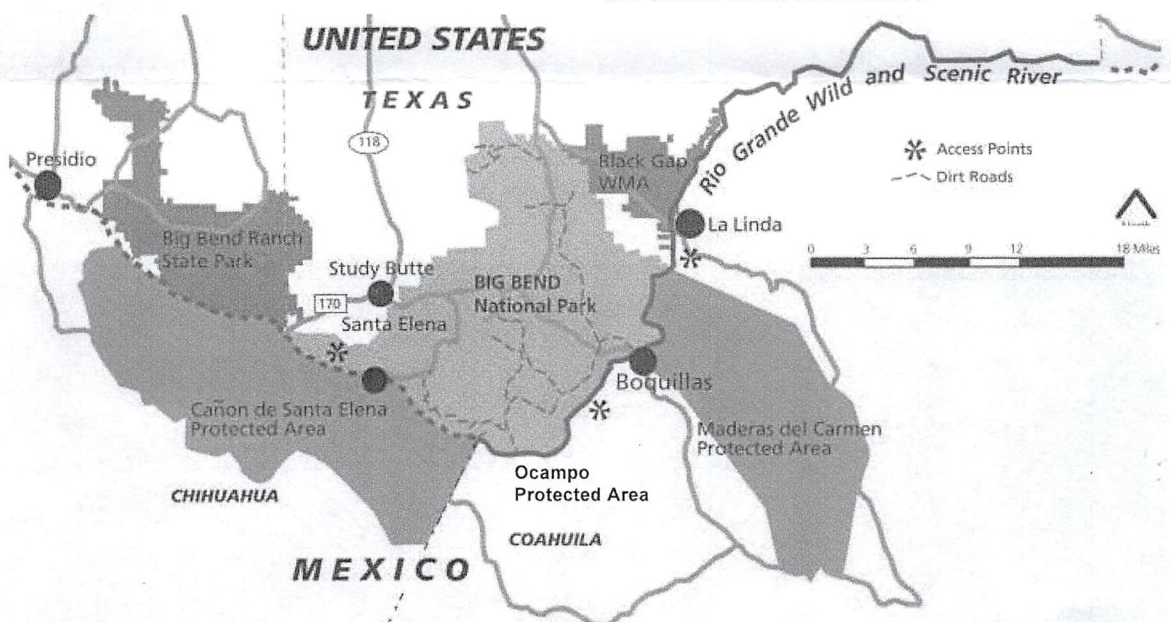 UNITED STATES
TEXAS
118
Presidio
Black Gap
WMA
Rio Grande Wild and Scenic River
Access Points
Dirt Roads
La Linda
0 3 6 9 12 18 Miles
Big Bend Ranch
State Park
Study Butte
170
Santa Elena
BIG BEND
National Park
Boquillas
Cañon de Santa Elena
Protected Area
Maderas del Carmen
Protected Area
Ocampo
Protected Area
CHIHUAHUA
COAHUILA
MEXICO